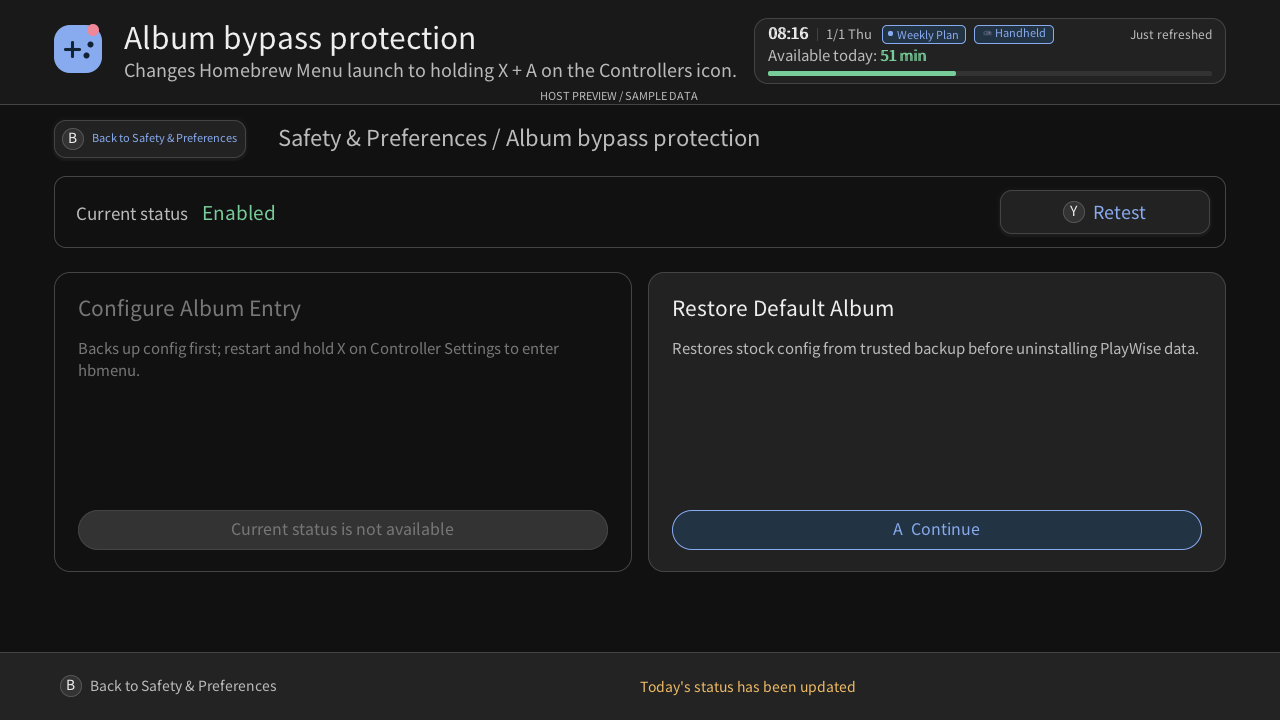 Album bypass protection
Changes Homebrew Menu launch to holding X + A on the Controllers icon.
08:16 1/1 Thu Weekly Plan Handheld Just refreshed
Available today: 51 min
HOST PREVIEW / SAMPLE DATA
B Back to Safety & Preferences
Safety & Preferences / Album bypass protection
Current status Enabled
Y Retest
Configure Album Entry
Backs up config first; restart and hold X on Controller Settings to enter
hbmenu.
Current status is not available
Restore Default Album
Restores stock config from trusted backup before uninstalling PlayWise data.
A Continue
B Back to Safety & Preferences
Today's status has been updated